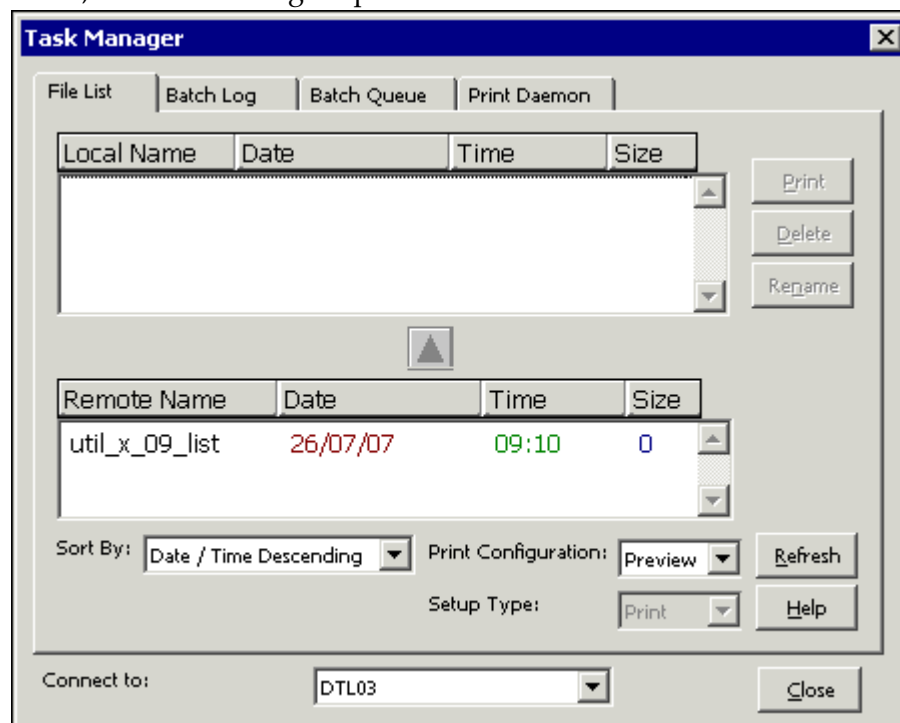 Task Manager
File List Batch Log Batch Queue Print Daemon
Local Name Date Time Size
Print
Delete
Rename
Remote Name Date Time Size
util_x_09_list 26/07/07 09:10 0
Sort By: Date / Time Descending Print Configuration: Preview Refresh
Setup Type: Print Help
Connect to: DTL03 Close